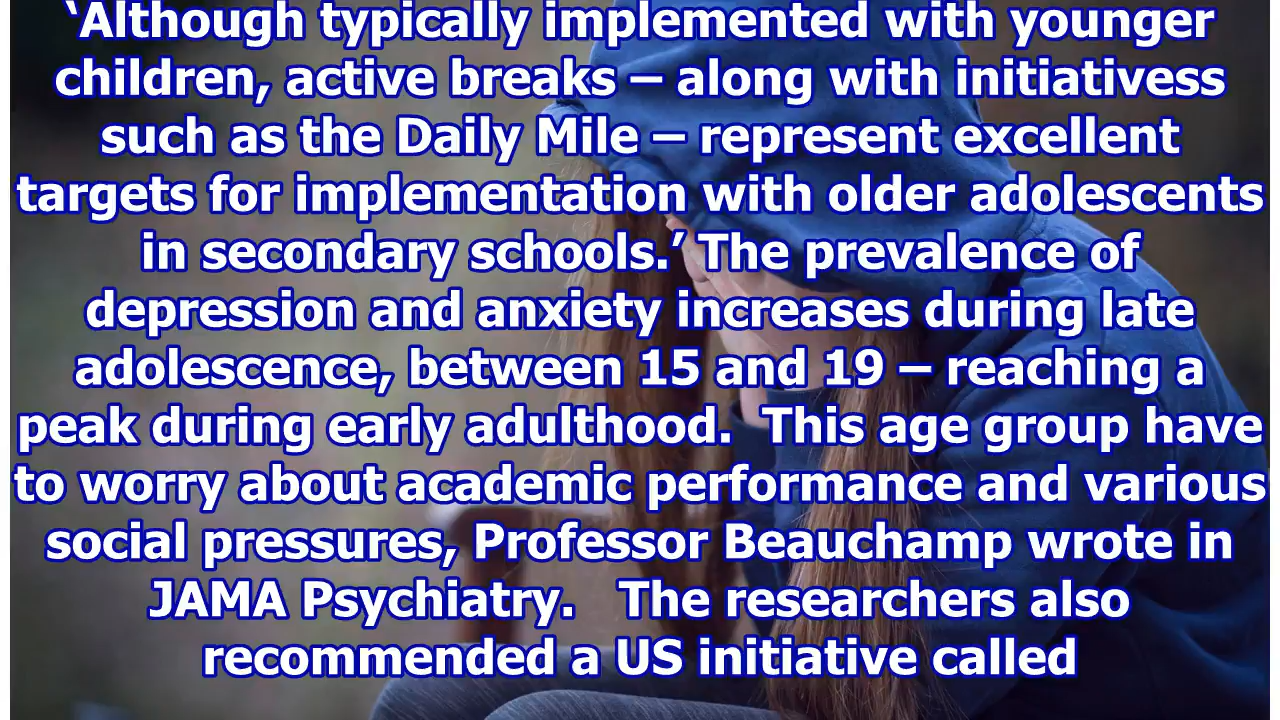 ‘Although typically implemented with younger
children, active breaks – along with initiativess
such as the Daily Mile – represent excellent
targets for implementation with older adolescents
in secondary schools.’ The prevalence of
depression and anxiety increases during late
adolescence, between 15 and 19 – reaching a
peak during early adulthood.  This age group have
to worry about academic performance and various
social pressures, Professor Beauchamp wrote in
JAMA Psychiatry.   The researchers also
recommended a US initiative called